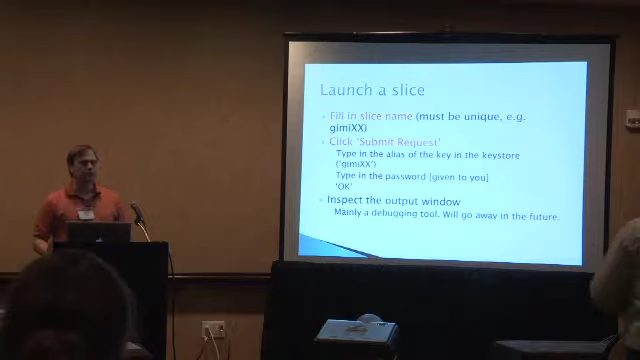 Launch a slice
Fill in slice name (must be unique, e.g.
gimiXX)
Click 'Submit Request'
Type in the alias of the key in the keystore
('gimiXX')
Type in the password [given to you]
'OK'
Inspect the output window
Mainly a debugging tool. Will go away in the future.